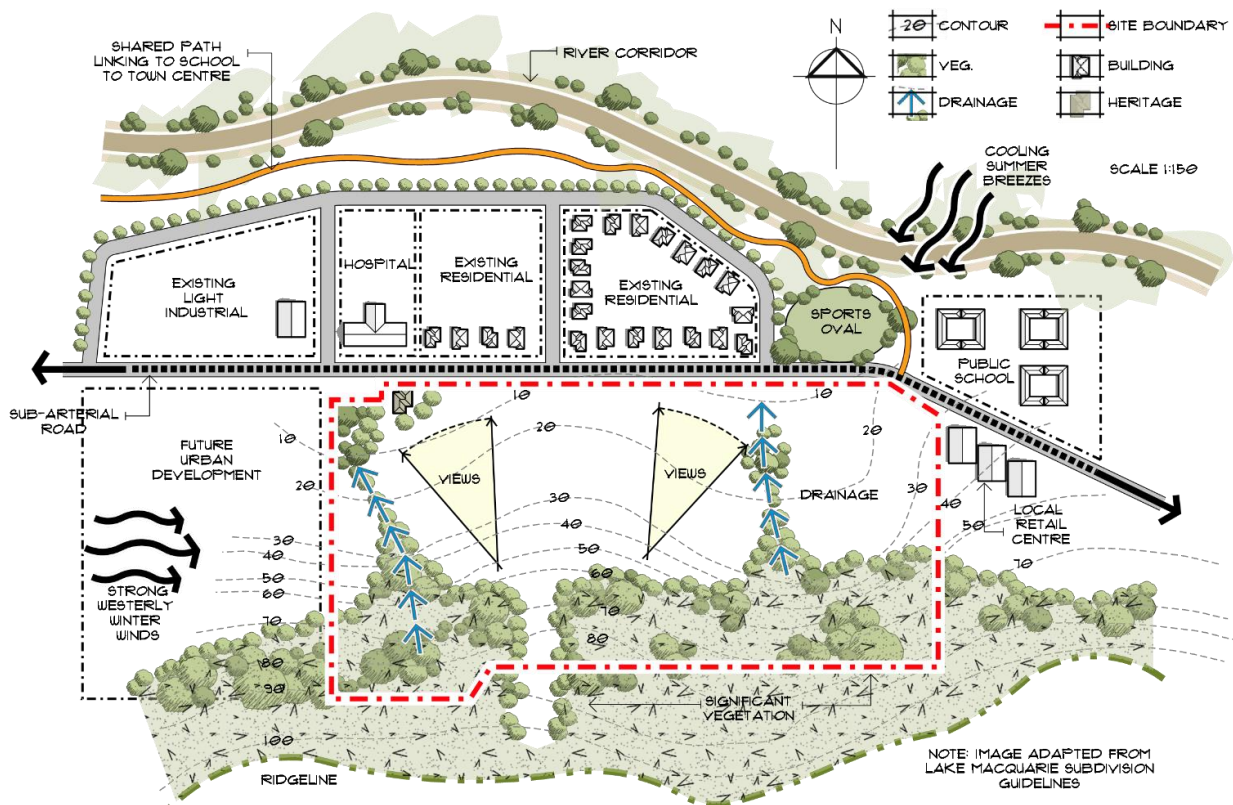 SHARED PATH
LINKING TO SCHOOL
TO TOWN CENTRE
RIVER CORRIDOR
N
20
CONTOUR
SITE BOUNDARY
VEG.
BUILDING
DRAINAGE
HERITAGE
COOLING
SUMMER
BREEZES
SCALE 1:150
EXISTING
LIGHT
INDUSTRIAL
HOSPITAL
EXISTING
RESIDENTIAL
EXISTING
RESIDENTIAL
SPORTS
OVAL
PUBLIC
SCHOOL
SUB-ARTERIAL
ROAD
FUTURE
URBAN
DEVELOPMENT
10
20
30
40
50
60
70
80
90
100
10
20
30
40
50
60
70
80
10
20
30
40
50
70
VIEWS
VIEWS
DRAINAGE
LOCAL
RETAIL
CENTRE
STRONG
WESTERLY
WINTER
WINDS
SIGNIFICANT
VEGETATION
RIDGELINE
NOTE: IMAGE ADAPTED FROM
LAKE MACQUARIE SUBDIVISION
GUIDELINES